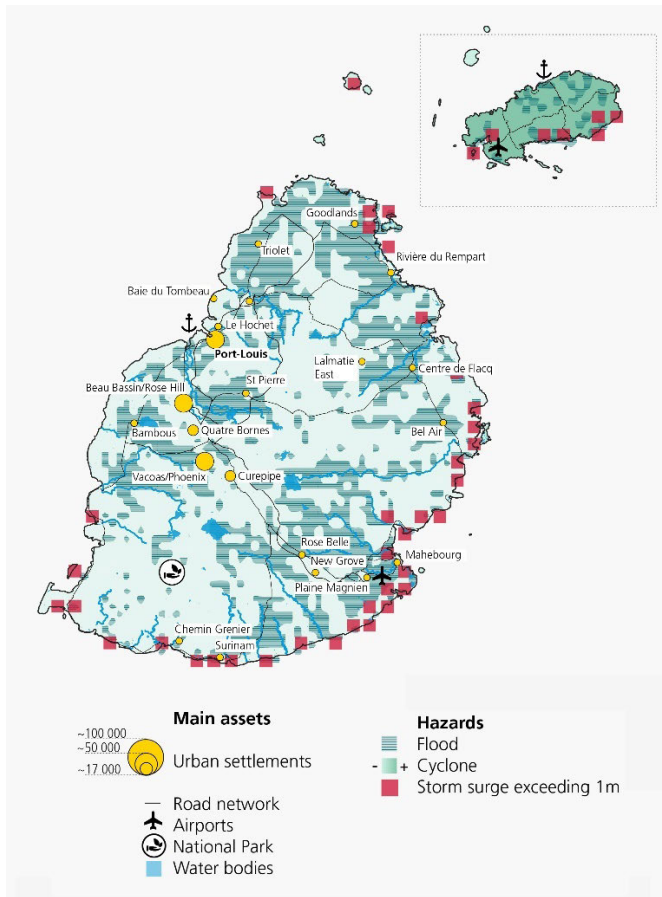 Goodlands
Triolet
Rivière du Rempart
Baie du Tombeau
Le Hochet
Port-Louis
Lalmatie
East
Centre de Flacq
St Pierre
Beau Bassin/Rose Hill
Bambous
Quatre Bornes
Bel Air
Vacoas/Phoenix
Curepipe
Rose Belle
Mahebourg
New Grove
Plaine Magnien
Chemin Grenier
Surinam
Main assets
~100 000
~50 000
~17 000
Urban settlements
Road network
Airports
National Park
Water bodies
Hazards
Flood
- + Cyclone
Storm surge exceeding 1m